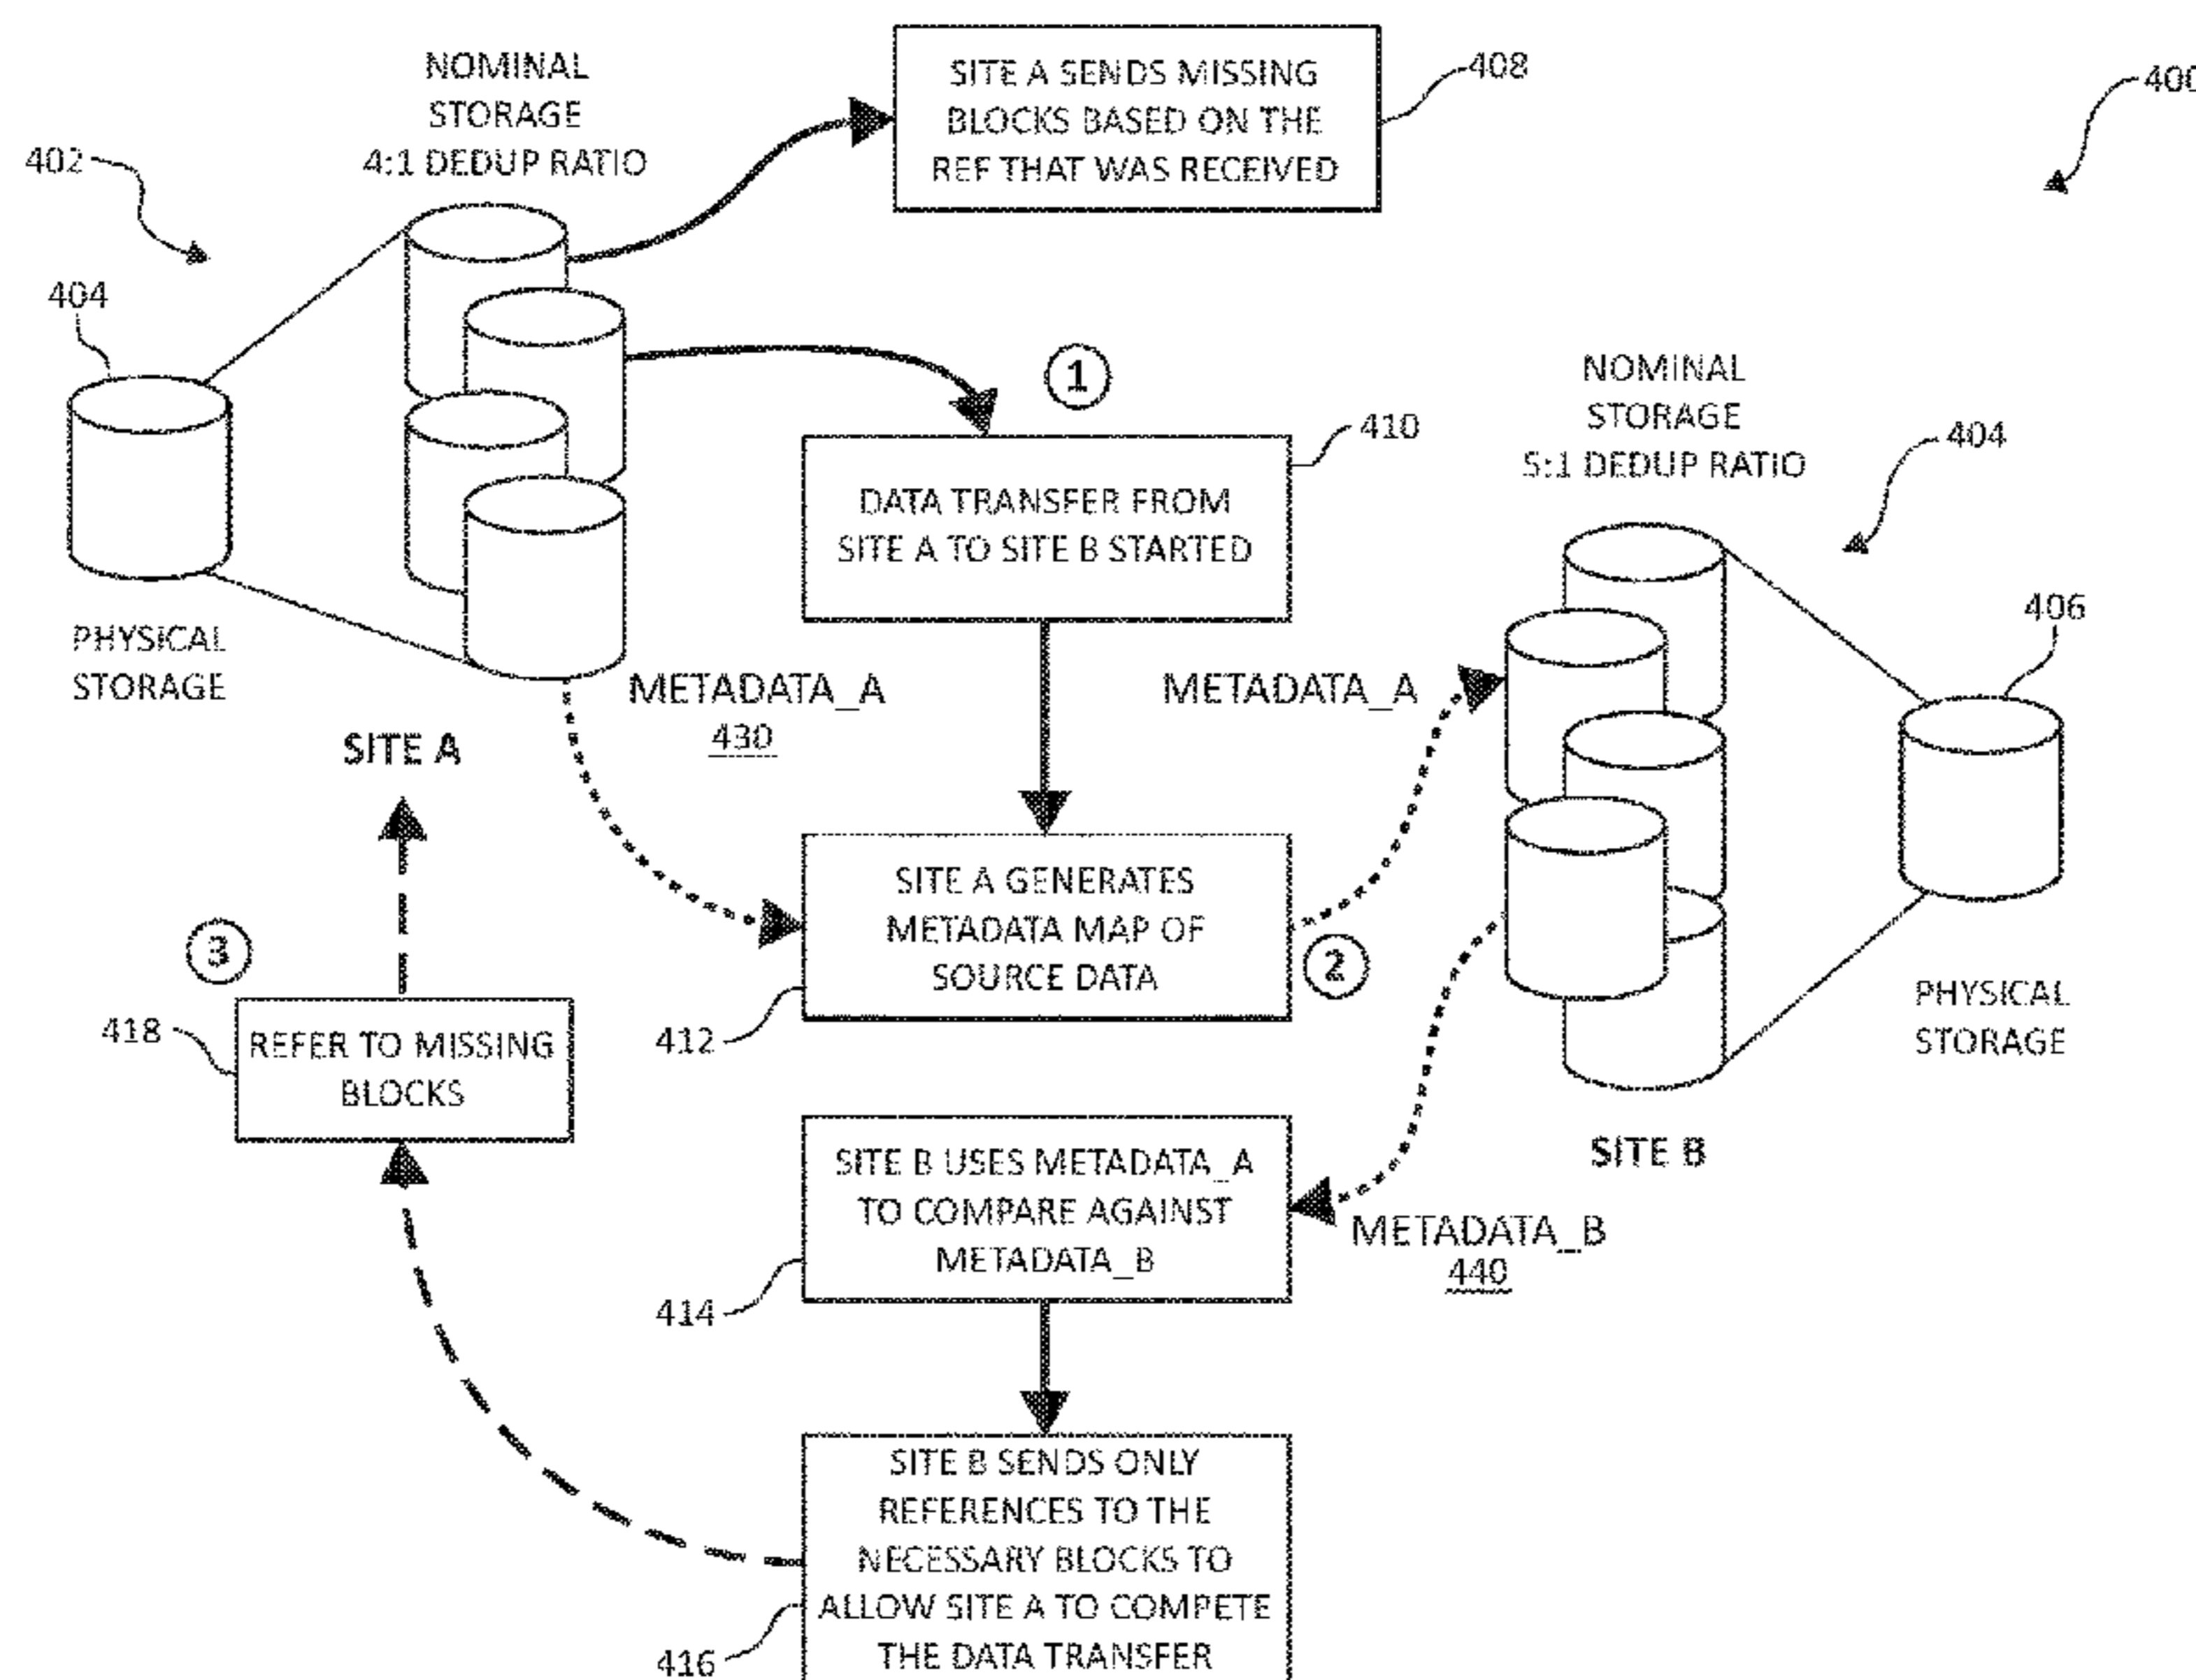 NOMINAL
STORAGE
4:1 DEDUP RATIO
402
404
PHYSICAL
STORAGE
SITE A
SITE A SENDS MISSING
BLOCKS BASED ON THE
REF THAT WAS RECEIVED
408
400
1
DATA TRANSFER FROM
SITE A TO SITE B STARTED
410
NOMINAL
STORAGE
5:1 DEDUP RATIO
404
406
METADATA_A
430
METADATA_A
SITE A GENERATES
METADATA MAP OF
SOURCE DATA
412
2
PHYSICAL
STORAGE
SITE B
3
REFER TO MISSING
BLOCKS
418
SITE B USES METADATA_A
TO COMPARE AGAINST
METADATA_B
414
METADATA_B
440
SITE B SENDS ONLY
REFERENCES TO THE
NECESSARY BLOCKS TO
ALLOW SITE A TO COMPETE
THE DATA TRANSFER
416